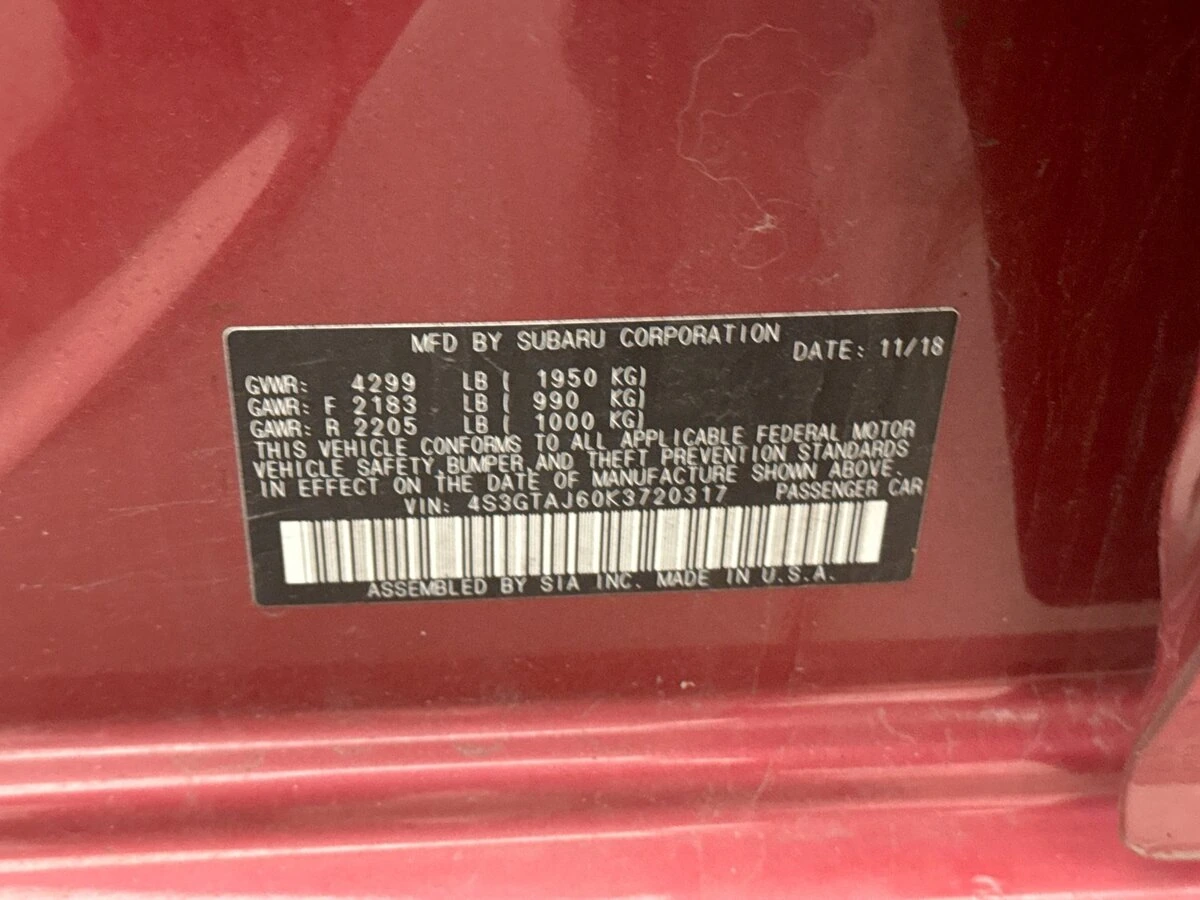 MFD BY SUBARU CORPORATION DATE: 11/18
GVWR: 4299 LB ( 1950 KG)
GAWR: F 2183 LB ( 990 KG)
GAWR: R 2205 LB ( 1000 KG)
THIS VEHICLE CONFORMS TO ALL APPLICABLE FEDERAL MOTOR
VEHICLE SAFETY, BUMPER, AND THEFT PREVENTION STANDARDS
IN EFFECT ON THE DATE OF MANUFACTURE SHOWN ABOVE.
VIN: 4S3GTAJ60K3720317 PASSENGER CAR
ASSEMBLED BY SIA INC. MADE IN U.S.A.